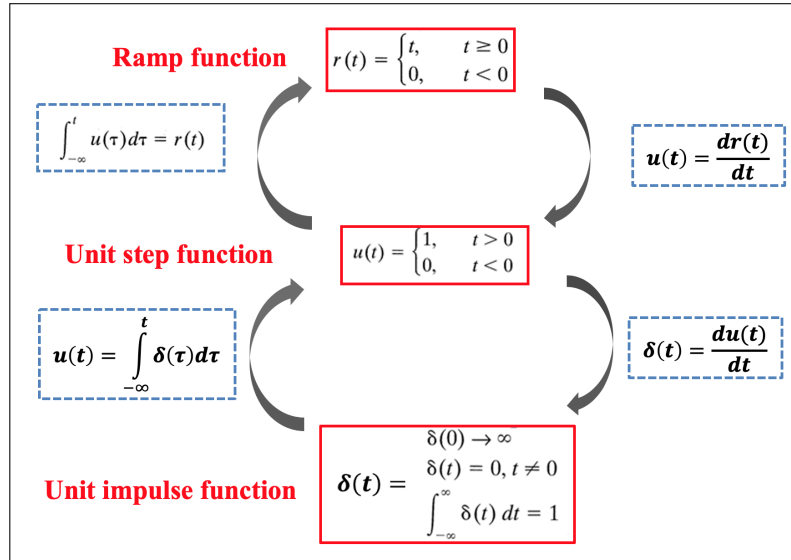 Ramp function
r(t) = {t, t ≥ 0
0, t < 0
∫_{-∞}^{t} u(τ)dτ = r(t)
u(t) = dr(t)/dt
Unit step function
u(t) = {1, t > 0
0, t < 0
u(t) = ∫_{-∞}^{t} δ(τ)dτ
δ(t) = du(t)/dt
Unit impulse function
δ(t) =
δ(0) → ∞
δ(t) = 0, t ≠ 0
∫_{-∞}^{∞} δ(t) dt = 1